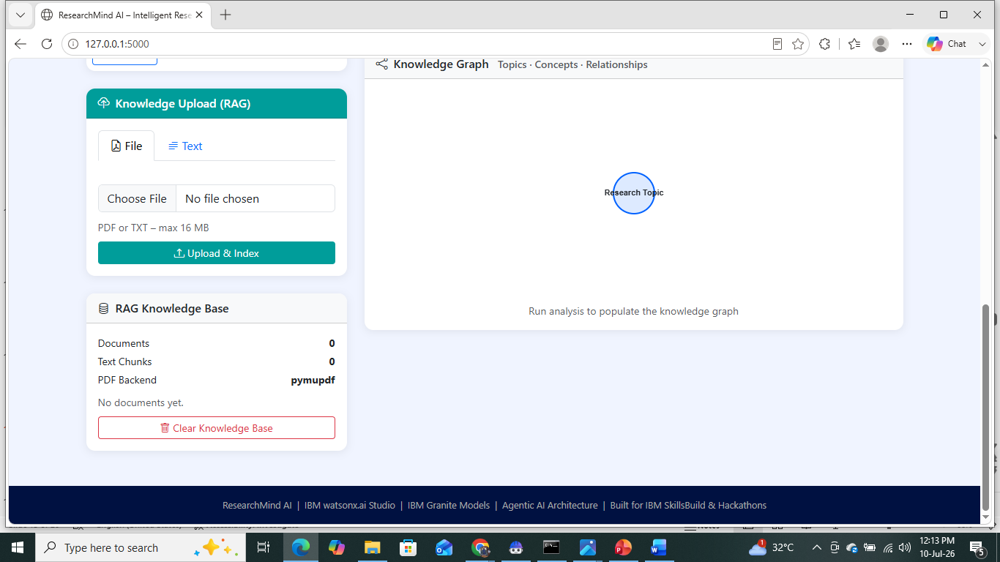 ResearchMind AI – Intelligent Rese
127.0.0.1:5000
Chat
Knowledge Graph Topics · Concepts · Relationships
Knowledge Upload (RAG)
File Text
Choose File No file chosen
PDF or TXT – max 16 MB
Upload & Index
Research Topic
Run analysis to populate the knowledge graph
RAG Knowledge Base
Documents 0
Text Chunks 0
PDF Backend pymupdf
No documents yet.
Clear Knowledge Base
ResearchMind AI | IBM watsonx.ai Studio | IBM Granite Models | Agentic AI Architecture | Built for IBM SkillsBuild & Hackathons
Type here to search
1
32°C
12:13 PM
10-Jul-26
5